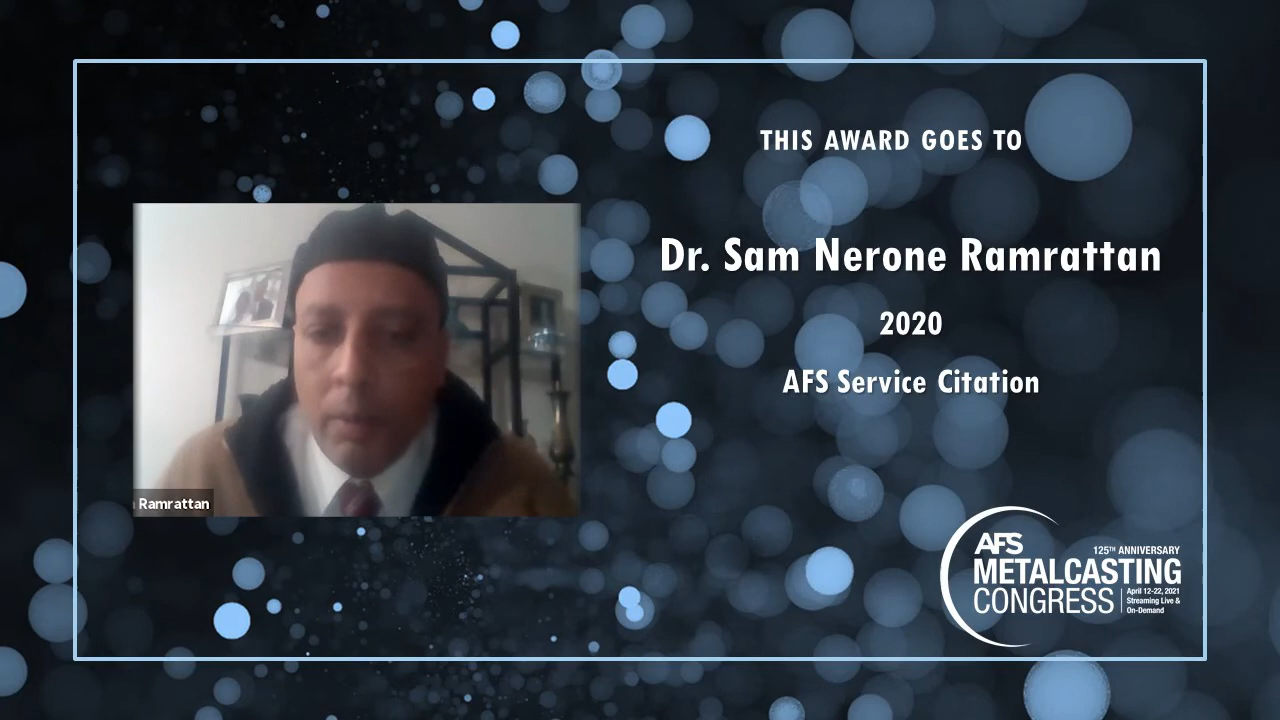 THIS AWARD GOES TO
Dr. Sam Nerone Ramrattan
2020
AFS Service Citation
Ramrattan
AFS
125TH ANNIVERSARY
METALCASTING
CONGRESS
April 12-22, 2021
Streaming Live &
On-Demand